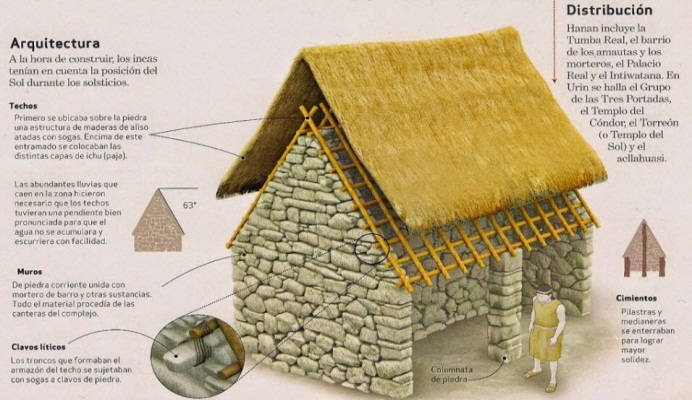 Arquitectura
A la hora de construir, los incas
tenían en cuenta la posición del
Sol durante los solsticios.
Techos
Primero se ubicaba sobre la piedra
una estructura de maderas de aliso
atadas con sogas. Encima de este
entramado se colocaban las
distintas capas de ichu (paja).
Las abundantes lluvias que
caen en la zona hicieron
necesario que los techos
tuvieran una pendiente bien
pronunciada para que el
agua no se acumulara y
escurriera con facilidad.
63°
Muros
De piedra corriente unida con
mortero de barro y otras sustancias.
Todo el material procedía de las
canteras del complejo.
Clavos líticos
Los troncos que formaban el
armazón del techo se sujetaban
con sogas a clavos de piedra.
Columnata
de piedra
Distribución
Hanan incluye la
Tumba Real, el barrio
de los amautas y los
morteros, el Palacio
Real y el Intiwatana. En
Urin se halla el Grupo
de las Tres Portadas,
el Templo del
Cóndor, el Torreón
(o Templo del
Sol) y el
acllahuasi.
Cimientos
Pilastras y
medianeras
se enterraban
para lograr
mayor
solidez.